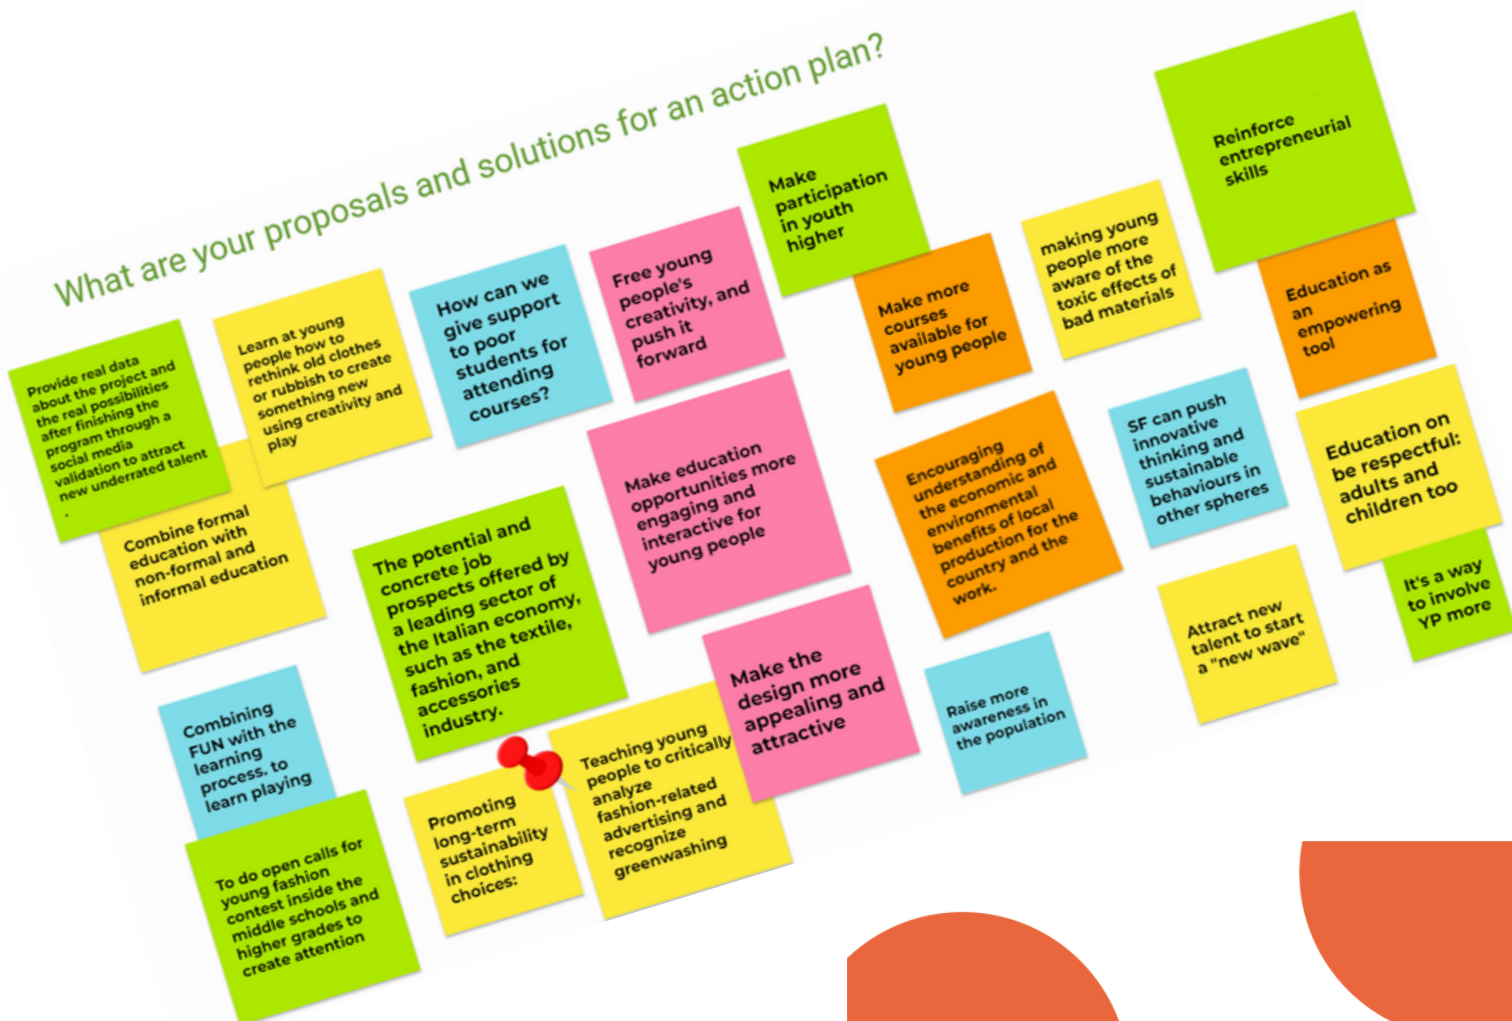 What are your proposals and solutions for an action plan?
Provide real data
about the project and
the real possibilities
after finishing the
program through a
social media
validation to attract
new underrated talent
.
Learn at young
people how to
rethink old clothes
or rubbish to create
something new
using creativity and
play
How can we
give support
to poor
students for
attending
courses?
Free young
people's
creativity, and
push it
forward
Make
participation
in youth
higher
Make more
courses
available for
young people
making young
people more
aware of the
toxic effects of
bad materials
Reinforce
entrepreneurial
skills
Education as
an
empowering
tool
Combine formal
education with
non-formal and
informal education
The potential and
concrete job
prospects offered by
a leading sector of
the Italian economy,
such as the textile,
fashion, and
accessories
industry.
Make education
opportunities more
engaging and
interactive for
young people
Encouraging
understanding of
the economic and
environmental
benefits of local
production for the
country and the
work.
SF can push
innovative
thinking and
sustainable
behaviours in
other spheres
Education on
be respectful:
adults and
children too
It's a way
to involve
YP more
Attract new
talent to start
a "new wave"
Combining
FUN with the
learning
process. to
learn playing
To do open calls for
young fashion
contest inside the
middle schools and
higher grades to
create attention
Promoting
long-term
sustainability
in clothing
choices:
Teaching young
people to critically
analyze
fashion-related
advertising and
recognize
greenwashing
Make the
design more
appealing and
attractive
Raise more
awareness in
the population